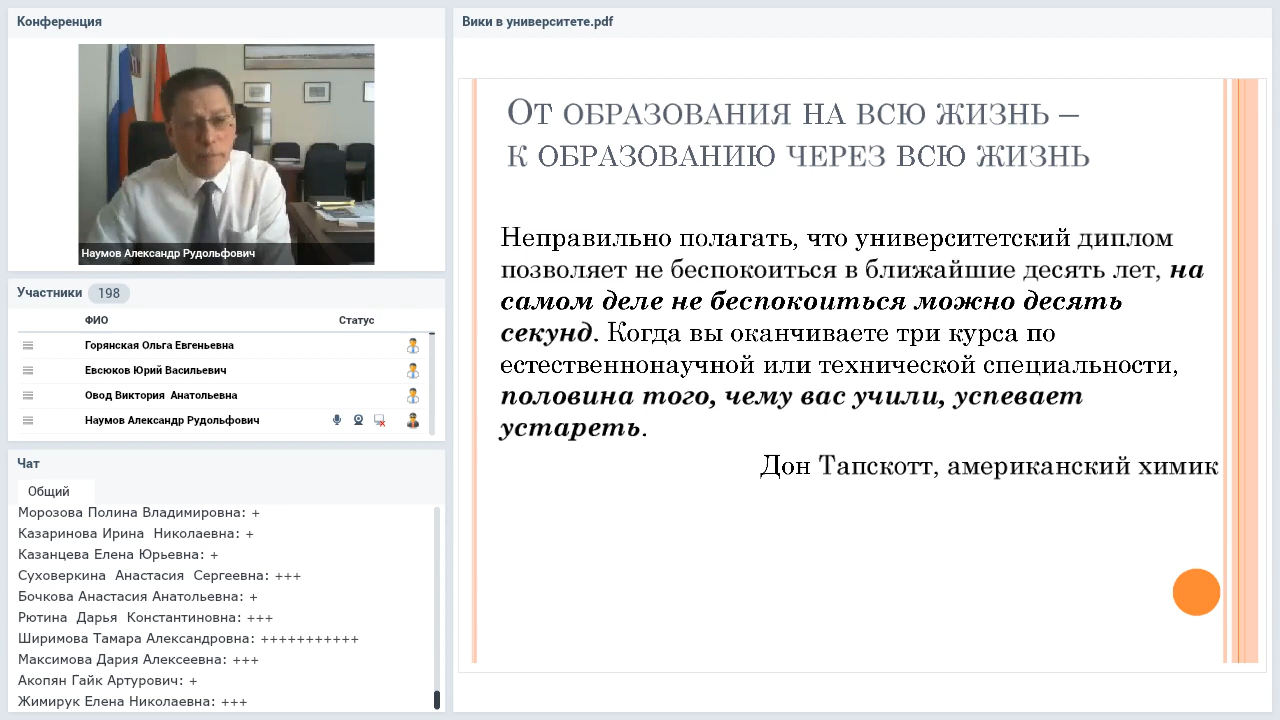 Конференция
Наумов Александр Рудольфович
Участники 198
ФИО Статус
Горянская Ольга Евгеньевна
Евсюков Юрий Васильевич
Овод Виктория  Анатольевна
Наумов Александр Рудольфович
Чат
Общий
Морозова Полина Владимировна: +
Казаринова Ирина  Николаевна: +
Казанцева Елена Юрьевна: +
Суховеркина  Анастасия  Сергеевна: +++
Бочкова Анастасия Анатольевна: +
Рютина  Дарья  Константиновна: +++
Ширимова Тамара Александровна: +++++++++++
Максимова Дария Алексеевна: +++
Акопян Гайк Артурович: +
Жимирук Елена Николаевна: +++
Вики в университете.pdf
От образования на всю жизнь –
к образованию через всю жизнь
Неправильно полагать, что университетский диплом
позволяет не беспокоиться в ближайшие десять лет, на
самом деле не беспокоиться можно десять
секунд. Когда вы оканчиваете три курса по
естественнонаучной или технической специальности,
половина того, чему вас учили, успевает
устареть.
Дон Тапскотт, американский химик